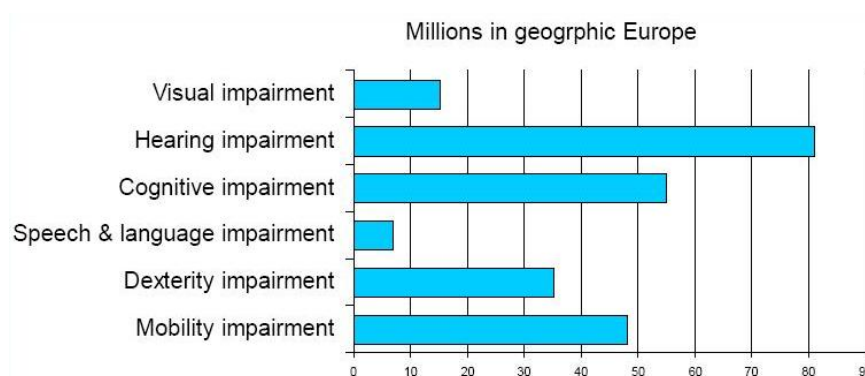 Millions in geogrphic Europe
Visual impairment
Hearing impairment
Cognitive impairment
Speech & language impairment
Dexterity impairment
Mobility impairment
0 10 20 30 40 50 60 70 80